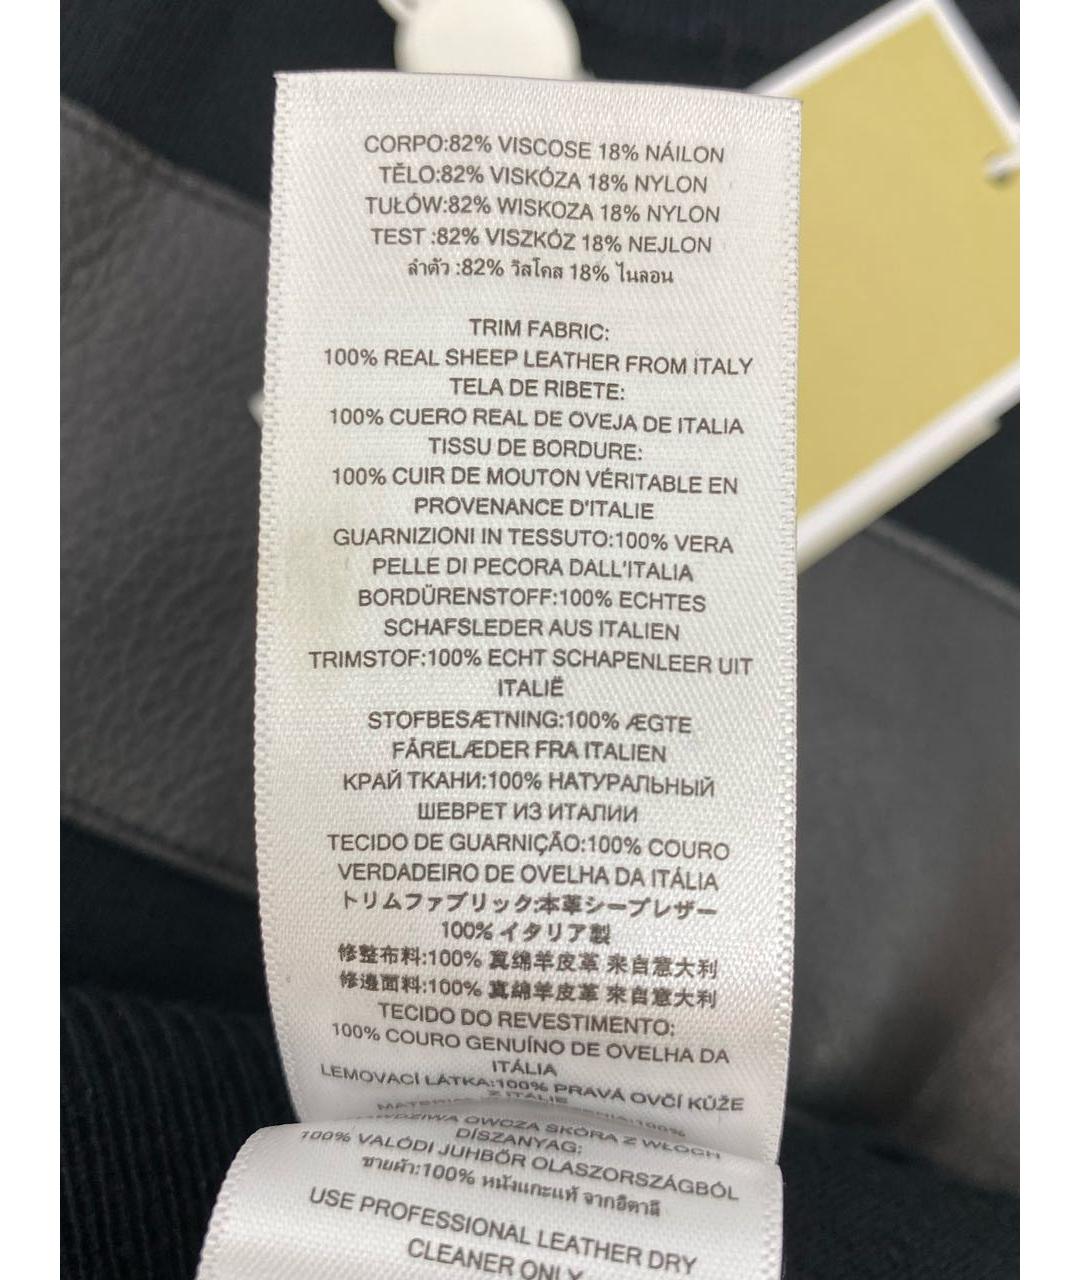 CORPO:82% VISCOSE 18% NÁILON
TĚLO:82% VISKÓZA 18% NYLON
TUŁÓW:82% WISKOZA 18% NYLON
TEST :82% VISZKÓZ 18% NEJLON
ลำตัว :82% วิสโคส 18% ไนลอน
TRIM FABRIC:
100% REAL SHEEP LEATHER FROM ITALY
TELA DE RIBETE:
100% CUERO REAL DE OVEJA DE ITALIA
TISSU DE BORDURE:
100% CUIR DE MOUTON VÉRITABLE EN
PROVENANCE D'ITALIE
GUARNIZIONI IN TESSUTO:100% VERA
PELLE DI PECORA DALL'ITALIA
BORDÜRENSTOFF:100% ECHTES
SCHAFSLEDER AUS ITALIEN
TRIMSTOF:100% ECHT SCHAPENLEER UIT
ITALIË
STOFBESÆTNING:100% ÆGTE
FÅRELÆDER FRA ITALIEN
КРАЙ ТКАНИ:100% НАТУРАЛЬНЫЙ
ШЕВРЕТ ИЗ ИТАЛИИ
TECIDO DE GUARNIÇÃO:100% COURO
VERDADEIRO DE OVELHA DA ITÁLIA
トリムファブリック:本革シープレザー
100% イタリア製
修整布料:100% 真绵羊皮革 来自意大利
修邊面料:100% 真綿羊皮革 來自意大利
TECIDO DO REVESTIMENTO:
100% COURO GENUÍNO DE OVELHA DA
ITÁLIA
LEMOVACÍ LÁTKA:100% PRAVÁ OVČÍ KŮŽE
Z ITÁLIE
OWCZA SKÓRA Z WŁOCH
DÍSZANYAG:
100% VALÓDI JUHBŐR OLASZORSZÁGBÓL
ชายผ้า:100% หนังแกะแท้ จากอิตาลี
USE PROFESSIONAL LEATHER DRY
CLEANER ONLY